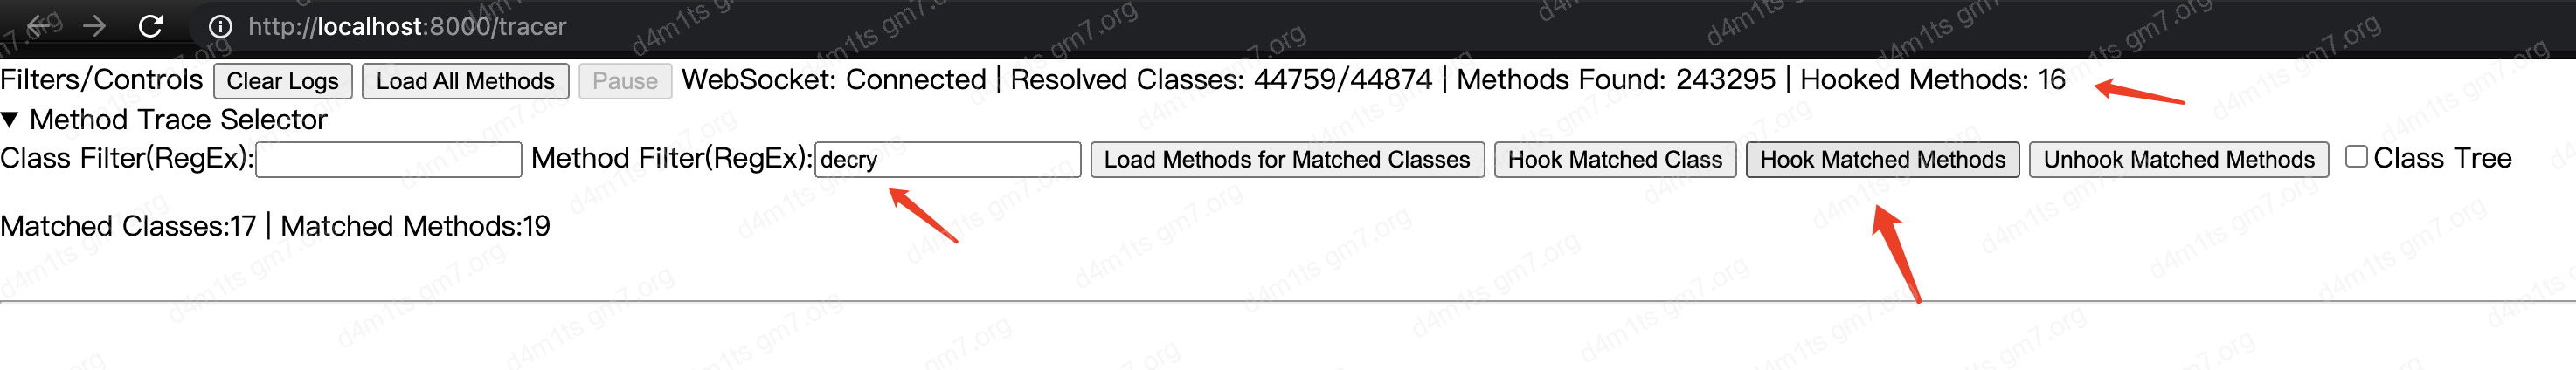 http://localhost:8000/tracer
Filters/Controls Clear Logs Load All Methods Pause WebSocket: Connected | Resolved Classes: 44759/44874 | Methods Found: 243295 | Hooked Methods: 16
▼ Method Trace Selector
Class Filter(RegEx): Method Filter(RegEx): decry Load Methods for Matched Classes Hook Matched Class Hook Matched Methods Unhook Matched Methods Class Tree
Matched Classes:17 | Matched Methods:19
d4m1ts gm7.org